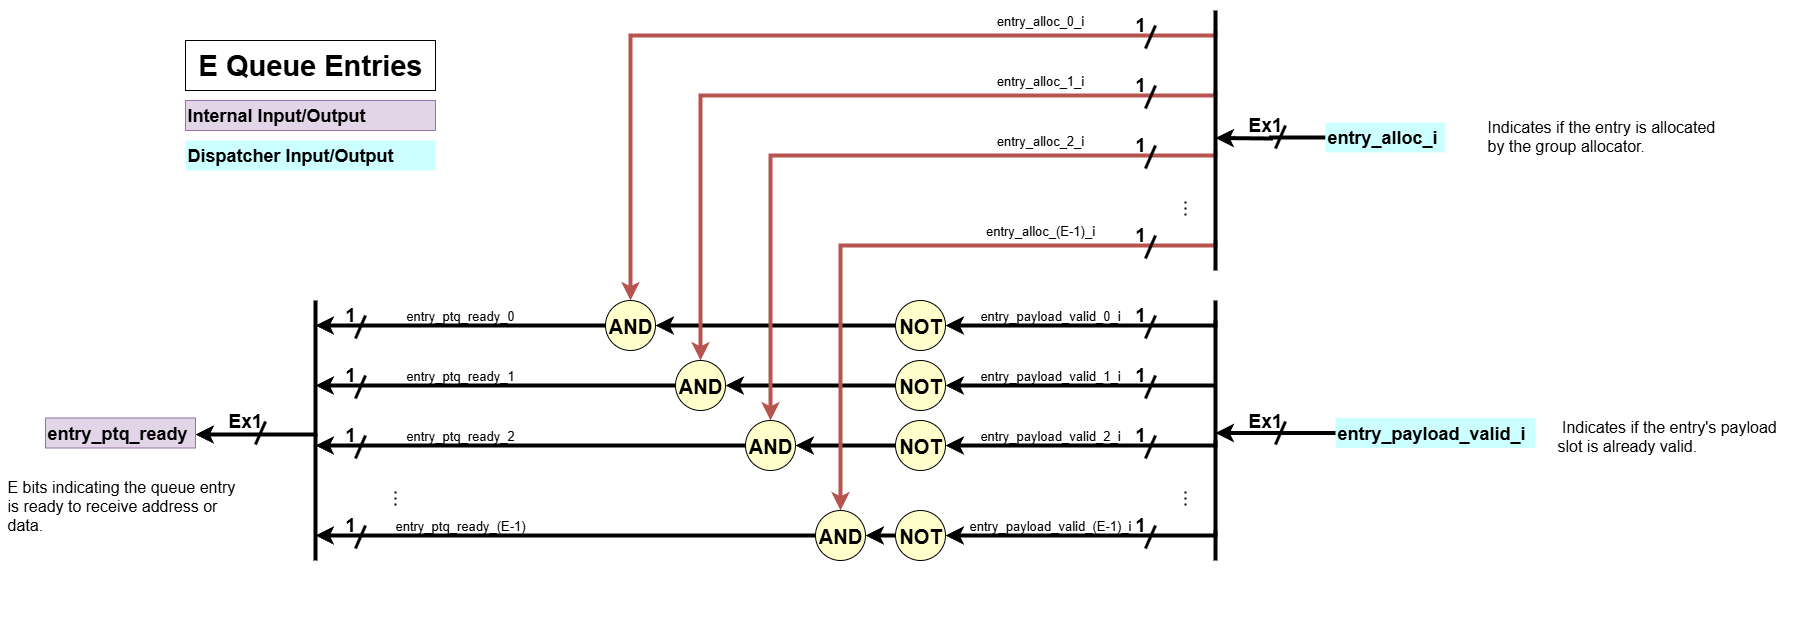 E Queue Entries
Internal Input/Output
Dispatcher Input/Output
entry_alloc_0_i
1
entry_alloc_1_i
1
entry_alloc_2_i
1
⋮
entry_alloc_(E-1)_i
1
Ex1
entry_alloc_i
Indicates if the entry is allocated
by the group allocator.
1
entry_ptq_ready_0
AND
NOT
entry_payload_valid_0_i
1
1
entry_ptq_ready_1
AND
NOT
entry_payload_valid_1_i
1
1
entry_ptq_ready_2
AND
NOT
entry_payload_valid_2_i
1
⋮
⋮
1
entry_ptq_ready_(E-1)
AND
NOT
entry_payload_valid_(E-1)_i
1
entry_ptq_ready
Ex1
E bits indicating the queue entry
is ready to receive address or
data.
Ex1
entry_payload_valid_i
Indicates if the entry's payload
slot is already valid.